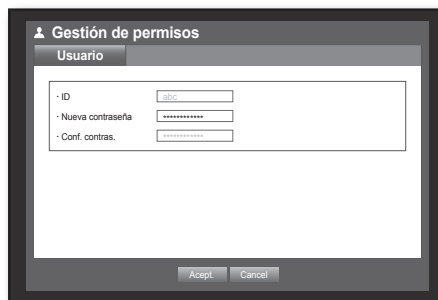 Gestión de permisos
Usuario
· ID abc
· Nueva contraseña ************
· Conf. contras. ************
Acept. Cancel